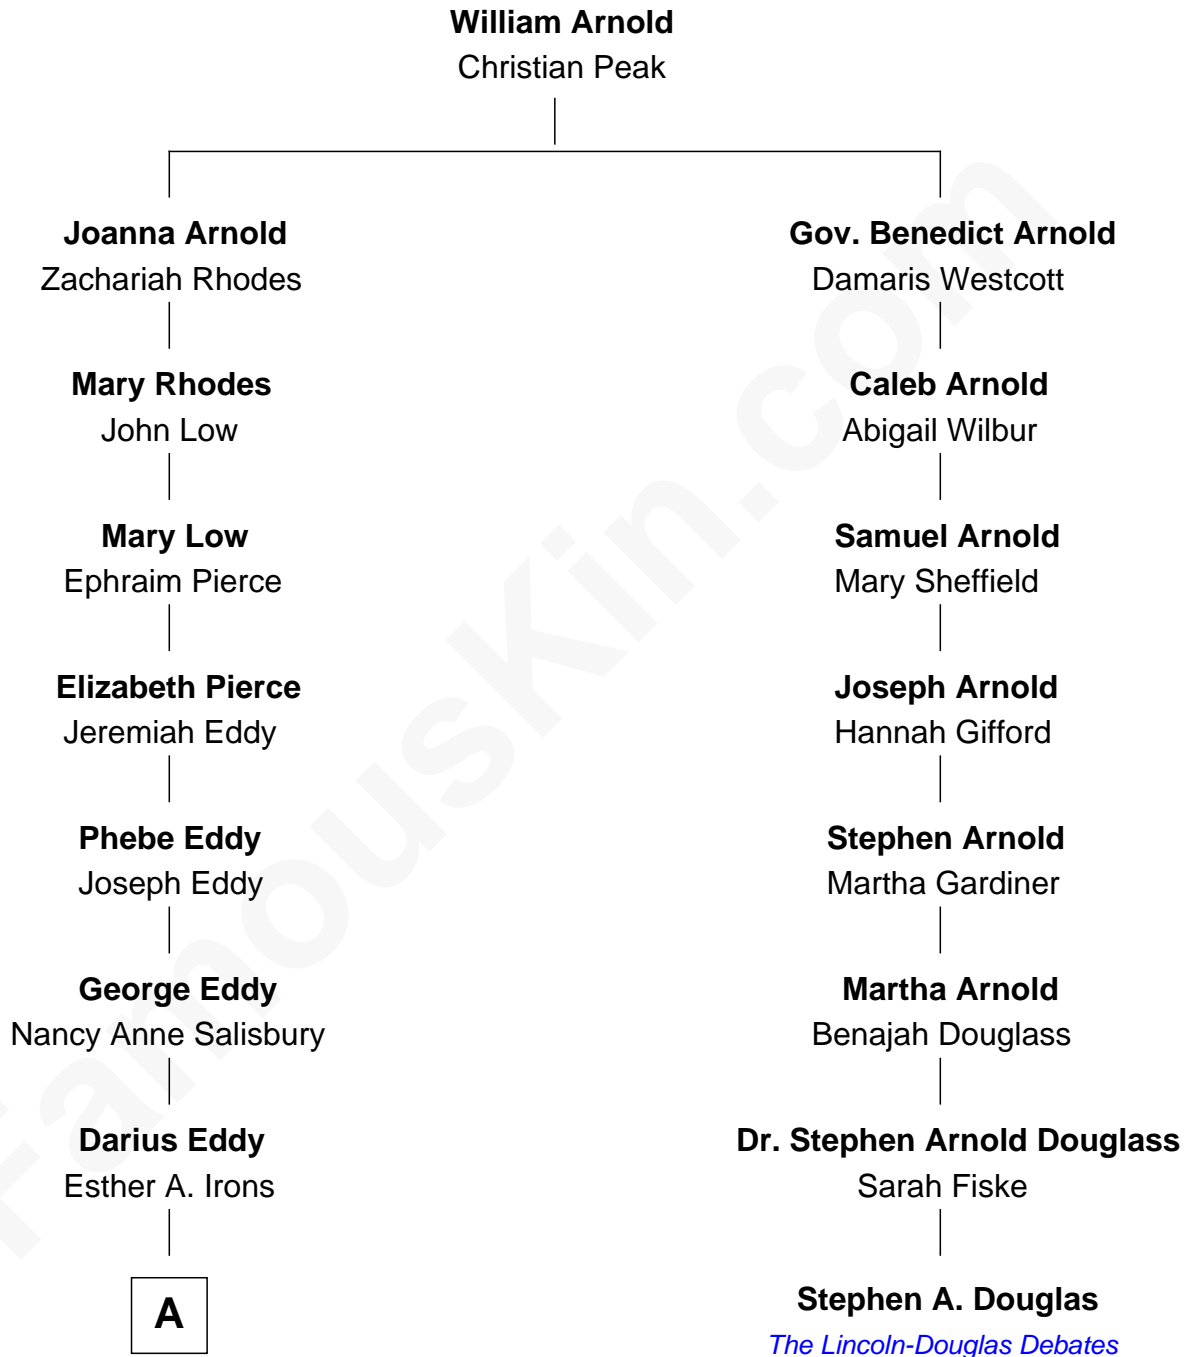 William Arnold
Christian Peak
Joanna Arnold
Zachariah Rhodes
Gov. Benedict Arnold
Damaris Westcott
Mary Rhodes
John Low
Caleb Arnold
Abigail Wilbur
Mary Low
Ephraim Pierce
Samuel Arnold
Mary Sheffield
Elizabeth Pierce
Jeremiah Eddy
Joseph Arnold
Hannah Gifford
Phebe Eddy
Joseph Eddy
Stephen Arnold
Martha Gardiner
George Eddy
Nancy Anne Salisbury
Martha Arnold
Benajah Douglass
Darius Eddy
Esther A. Irons
Dr. Stephen Arnold Douglass
Sarah Fiske
A
Stephen A. Douglas
The Lincoln-Douglas Debates
FamousKin.com